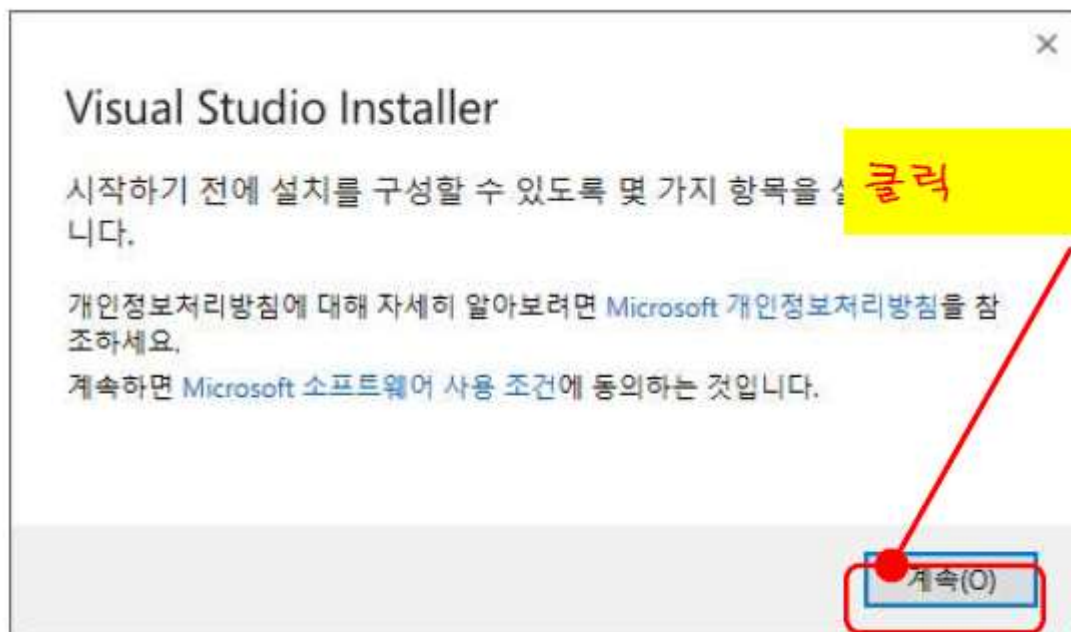 Visual Studio Installer
시작하기 전에 설치를 구성할 수 있도록 몇 가지 항목을
클릭
니다.
개인정보처리방침에 대해 자세히 알아보려면 Microsoft 개인정보처리방침을 참
조하세요.
계속하면 Microsoft 소프트웨어 사용 조건에 동의하는 것입니다.
계속(O)